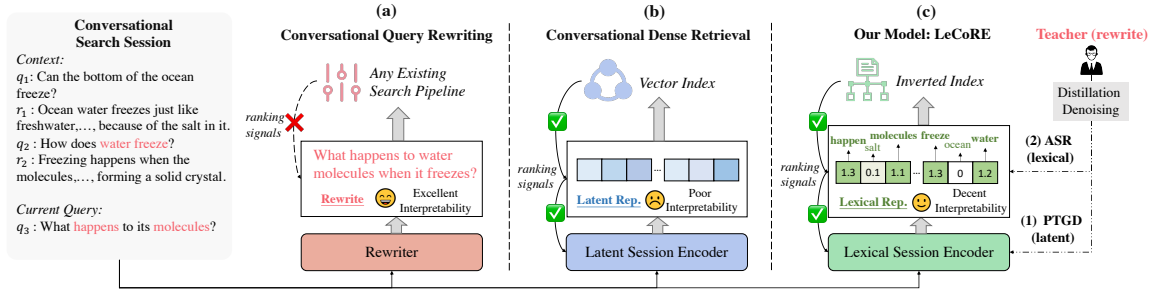 Conversational
Search Session
Context:
q1: Can the bottom of the ocean
freeze?
r1 : Ocean water freezes just like
freshwater,…, because of the salt in it.
q2 : How does water freeze?
r2 : Freezing happens when the
molecules,…, forming a solid crystal.
Current Query:
q3 : What happens to its molecules?
(a)
Conversational Query Rewriting
Any Existing
Search Pipeline
ranking
signals
What happens to water
molecules when it freezes?
Rewrite
Excellent
Interpretability
Rewriter
(b)
Conversational Dense Retrieval
Vector Index
ranking
signals
...
Latent Rep.
Poor
Interpretability
Latent Session Encoder
(c)
Our Model: LeCoRE
Inverted Index
ranking
signals
happen salt molecules freeze ocean water
1.3 0.1 1.1 ... 1.3 0 1.2
Lexical Rep.
Decent
Interpretability
Lexical Session Encoder
Teacher (rewrite)
Distillation
Denoising
(2) ASR
(lexical)
(1) PTGD
(latent)